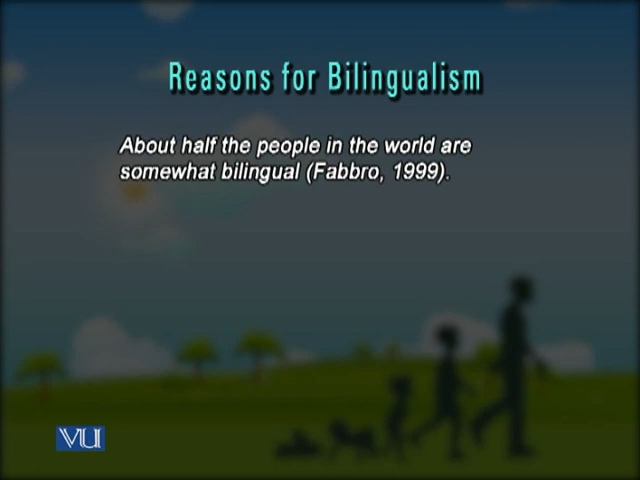 Reasons for Bilingualism
About half the people in the world are
somewhat bilingual (Fabbro, 1999).
VU